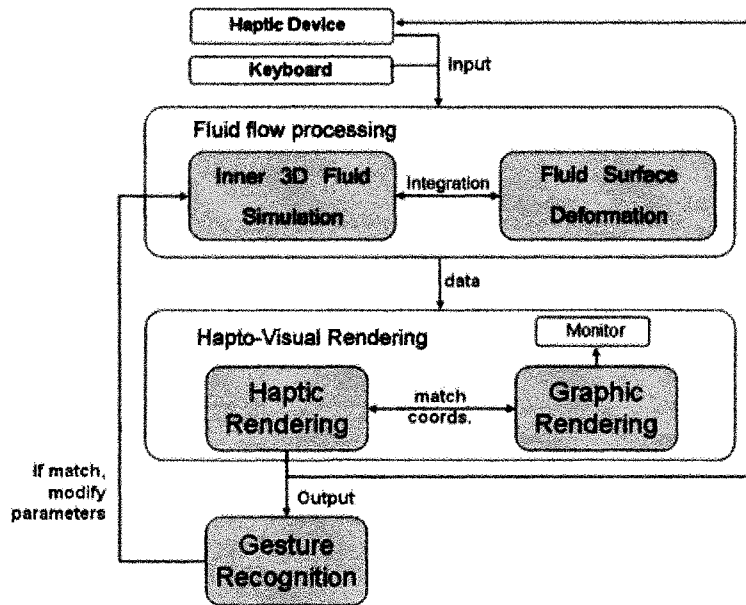 Haptic Device
Keyboard
Input
Fluid flow processing
Inner 3D Fluid
Simulation
Integration
Fluid Surface
Deformation
data
Hapto-Visual Rendering
Monitor
Haptic
Rendering
match
coords.
Graphic
Rendering
If match,
modify
parameters
Output
Gesture
Recognition